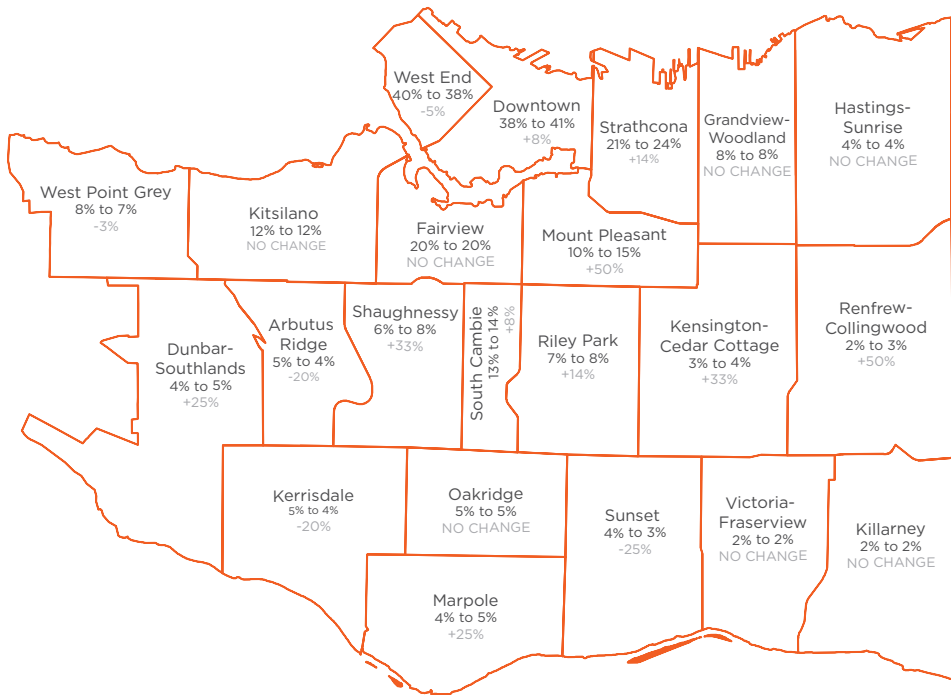 West End
40% to 38%
-5%
Downtown
38% to 41%
+8%
Strathcona
21% to 24%
+14%
Grandview-
Woodland
8% to 8%
NO CHANGE
Hastings-
Sunrise
4% to 4%
NO CHANGE
West Point Grey
8% to 7%
-3%
Kitsilano
12% to 12%
NO CHANGE
Fairview
20% to 20%
NO CHANGE
Mount Pleasant
10% to 15%
+50%
Dunbar-
Southlands
4% to 5%
+25%
Arbutus
Ridge
5% to 4%
-20%
Shaughnessy
6% to 8%
+33%
South Cambie
13% to 14%
+8%
Riley Park
7% to 8%
+14%
Kensington-
Cedar Cottage
3% to 4%
+33%
Renfrew-
Collingwood
2% to 3%
+50%
Kerrisdale
5% to 4%
-20%
Oakridge
5% to 5%
NO CHANGE
Sunset
4% to 3%
-25%
Victoria-
Fraserview
2% to 2%
NO CHANGE
Killarney
2% to 2%
NO CHANGE
Marpole
4% to 5%
+25%